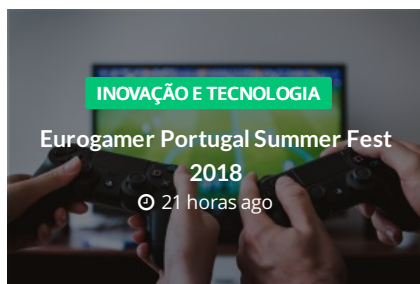 INOVAÇÃO E TECNOLOGIA
Eurogamer Portugal Summer Fest
2018
21 horas ago